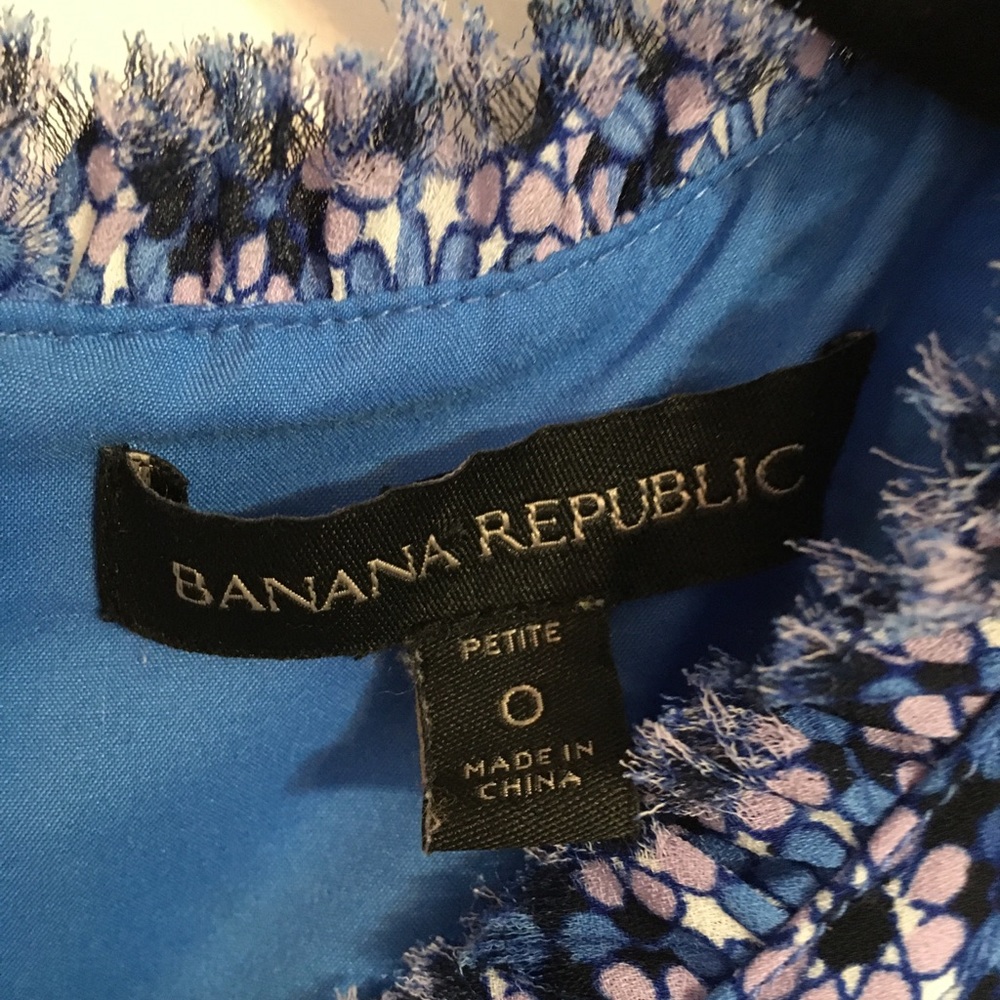 BANANA REPUBLIC
PETITE
0
MADE IN
CHINA